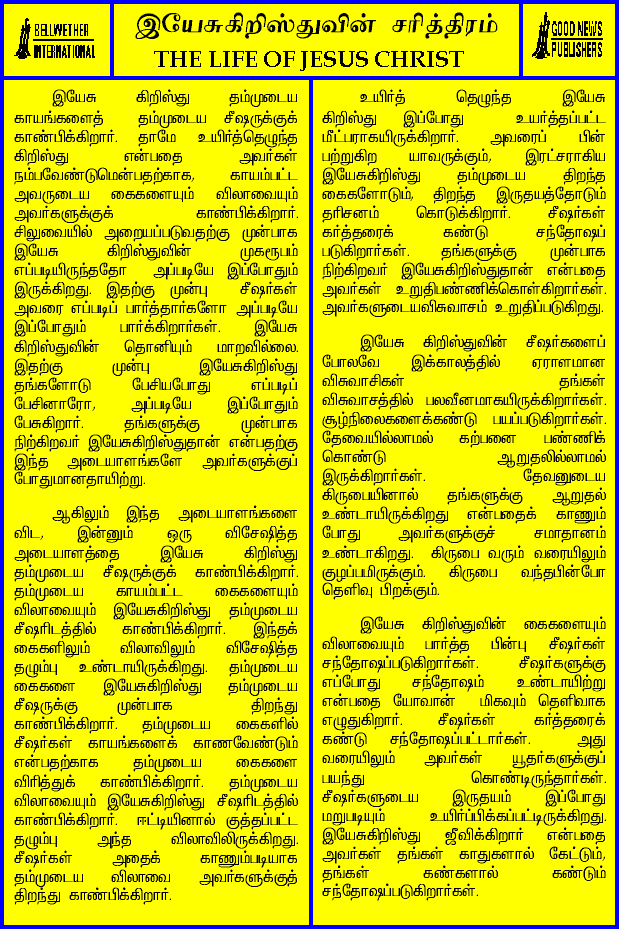 BELLWETHER
INTERNATIONAL
இயேசுகிறிஸ்துவின் சரித்திரம்
THE LIFE OF JESUS CHRIST
GOOD NEWS
PUBLISHERS
இயேசு கிறிஸ்து தம்முடைய
காயங்களைத் தம்முடைய சீஷருக்குக்
காண்பிக்கிறார். தாமே உயிர்த்தெழுந்த
கிறிஸ்து என்பதை அவர்கள்
நம்பவேண்டுமென்பதற்காக, காயம்பட்ட
அவருடைய கைகளையும் விலாவையும்
அவர்களுக்குக் காண்பிக்கிறார்.
சிலுவையில் அறையப்படுவதற்கு முன்பாக
இயேசு கிறிஸ்துவின் முகரூபம்
எப்படியிருந்ததோ அப்படியே இப்போதும்
இருக்கிறது. இதற்கு முன்பு சீஷர்கள்
அவரை எப்படிப் பார்த்தார்களோ அப்படியே
இப்போதும் பார்க்கிறார்கள். இயேசு
கிறிஸ்துவின் தொனியும் மாறவில்லை.
இதற்கு முன்பு இயேசுகிறிஸ்து
தங்களோடு பேசியபோது எப்படிப்
பேசினாரோ, அப்படியே இப்போதும்
பேசுகிறார். தங்களுக்கு முன்பாக
நிற்கிறவர் இயேசுகிறிஸ்துதான் என்பதற்கு
இந்த அடையாளங்களே அவர்களுக்குப்
போதுமானதாயிற்று.
ஆகிலும் இந்த அடையாளங்களை
விட, இன்னும் ஒரு விசேஷித்த
அடையாளத்தை இயேசு கிறிஸ்து
தம்முடைய சீஷருக்குக் காண்பிக்கிறார்.
தம்முடைய காயம்பட்ட கைகளையும்
விலாவையும் இயேசுகிறிஸ்து தம்முடைய
சீஷரிடத்தில் காண்பிக்கிறார். இந்தக்
கைகளிலும் விலாவிலும் விசேஷித்த
தழும்பு உண்டாயிருக்கிறது. தம்முடைய
கைகளை இயேசுகிறிஸ்து தம்முடைய
சீஷருக்கு முன்பாக திறந்து
காண்பிக்கிறார். தம்முடைய கைகளில்
சீஷர்கள் காயங்களைக் காணவேண்டும்
என்பதற்காக தம்முடைய கைகளை
விரித்துக் காண்பிக்கிறார். தம்முடைய
விலாவையும் இயேசுகிறிஸ்து சீஷரிடத்தில்
காண்பிக்கிறார். ஈட்டியினால் குத்தப்பட்ட
தழும்பு அந்த விலாவிலிருக்கிறது.
சீஷர்கள் அதைக் காணும்படியாக
தம்முடைய விலாவை அவர்களுக்குத்
திறந்து காண்பிக்கிறார்.
உயிர்த் தெழுந்த இயேசு
கிறிஸ்து இப்போது உயர்த்தப்பட்ட
மீட்பராகயிருக்கிறார். அவரைப் பின்
பற்றுகிற யாவருக்கும், இரட்சராகிய
இயேசுகிறிஸ்து தம்முடைய திறந்த
கைகளோடும், திறந்த இருதயத்தோடும்
தரிசனம் கொடுக்கிறார். சீஷர்கள்
கர்த்தரைக் கண்டு சந்தோஷப்
படுகிறார்கள். தங்களுக்கு முன்பாக
நிற்கிறவர் இயேசுகிறிஸ்துதான் என்பதை
அவர்கள் உறுதிபண்ணிக்கொள்கிறார்கள்.
அவர்களுடையவிசுவாசம் உறுதிப்படுகிறது.
இயேசு கிறிஸ்துவின் சீஷர்களைப்
போலவே இக்காலத்தில் ஏராளமான
விசுவாசிகள் தங்கள்
விசுவாசத்தில் பலவீனமாகயிருக்கிறார்கள்.
சூழ்நிலைகளைக்கண்டு பயப்படுகிறார்கள்.
தேவையில்லாமல் கற்பனை பண்ணிக்
கொண்டு ஆறுதலில்லாமல்
இருக்கிறார்கள். தேவனுடைய
கிருபையினால் தங்களுக்கு ஆறுதல்
உண்டாயிருக்கிறது என்பதைக் காணும்
போது அவர்களுக்குச் சமாதானம்
உண்டாகிறது. கிருபை வரும் வரையிலும்
குழப்பமிருக்கும். கிருபை வந்தபின்போ
தெளிவு பிறக்கும்.
இயேசு கிறிஸ்துவின் கைகளையும்
விலாவையும் பார்த்த பின்பு சீஷர்கள்
சந்தோஷப்படுகிறார்கள். சீஷர்களுக்கு
எப்போது சந்தோஷம் உண்டாயிற்று
என்பதை யோவான் மிகவும் தெளிவாக
எழுதுகிறார். சீஷர்கள் கர்த்தரைக்
கண்டு சந்தோஷப்பட்டார்கள். அது
வரையிலும் அவர்கள் யூதர்களுக்குப்
பயந்து கொண்டிருந்தார்கள்.
சீஷர்களுடைய இருதயம் இப்போது
மறுபடியும் உயிர்ப்பிக்கப்பட்டிருக்கிறது.
இயேசுகிறிஸ்து ஜீவிக்கிறார் என்பதை
அவர்கள் தங்கள் காதுகளால் கேட்டும்,
தங்கள் கண்களால் கண்டும்
சந்தோஷப்படுகிறார்கள்.